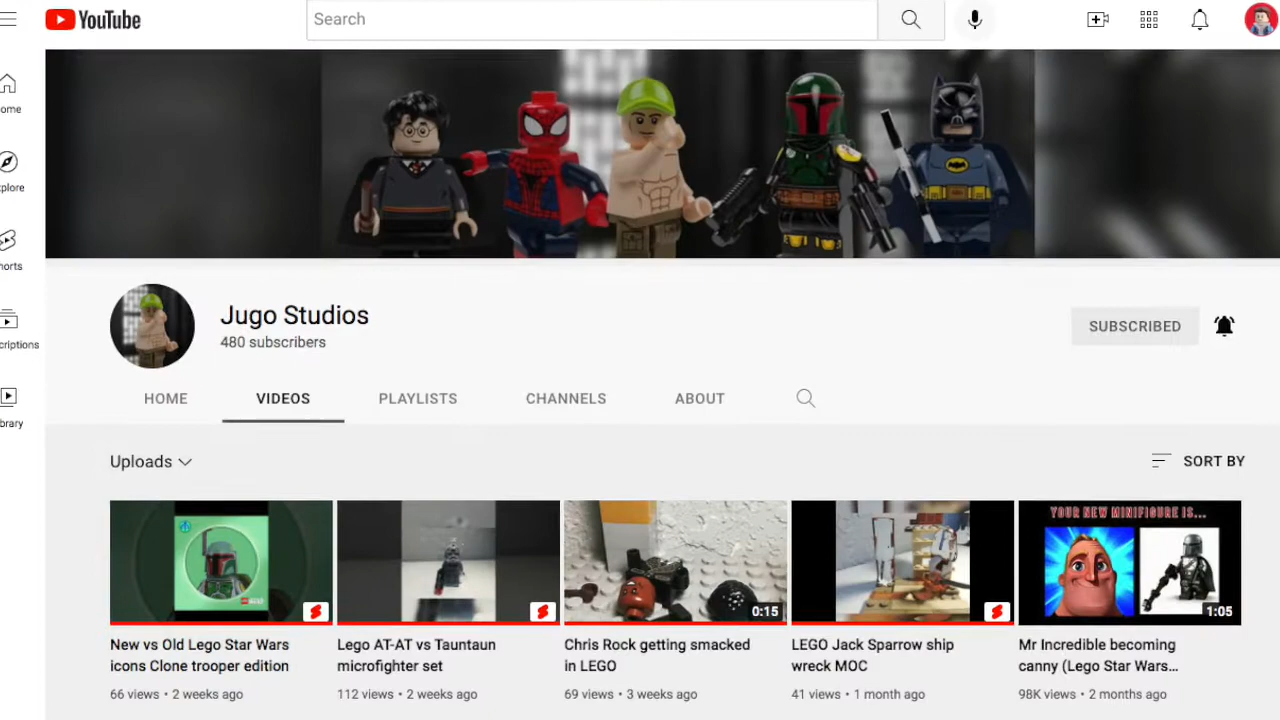 YouTube
Search
ome
plore
horts
criptions
brary
Jugo Studios
480 subscribers
SUBSCRIBED
HOME VIDEOS PLAYLISTS CHANNELS ABOUT
Uploads
SORT BY
YOUR NEW MINIFIGURE IS...
0:15
1:05
New vs Old Lego Star Wars
icons Clone trooper edition
66 views • 2 weeks ago
Lego AT-AT vs Tauntaun
microfighter set
112 views • 2 weeks ago
Chris Rock getting smacked
in LEGO
69 views • 3 weeks ago
LEGO Jack Sparrow ship
wreck MOC
41 views • 1 month ago
Mr Incredible becoming
canny (Lego Star Wars...
98K views • 2 months ago